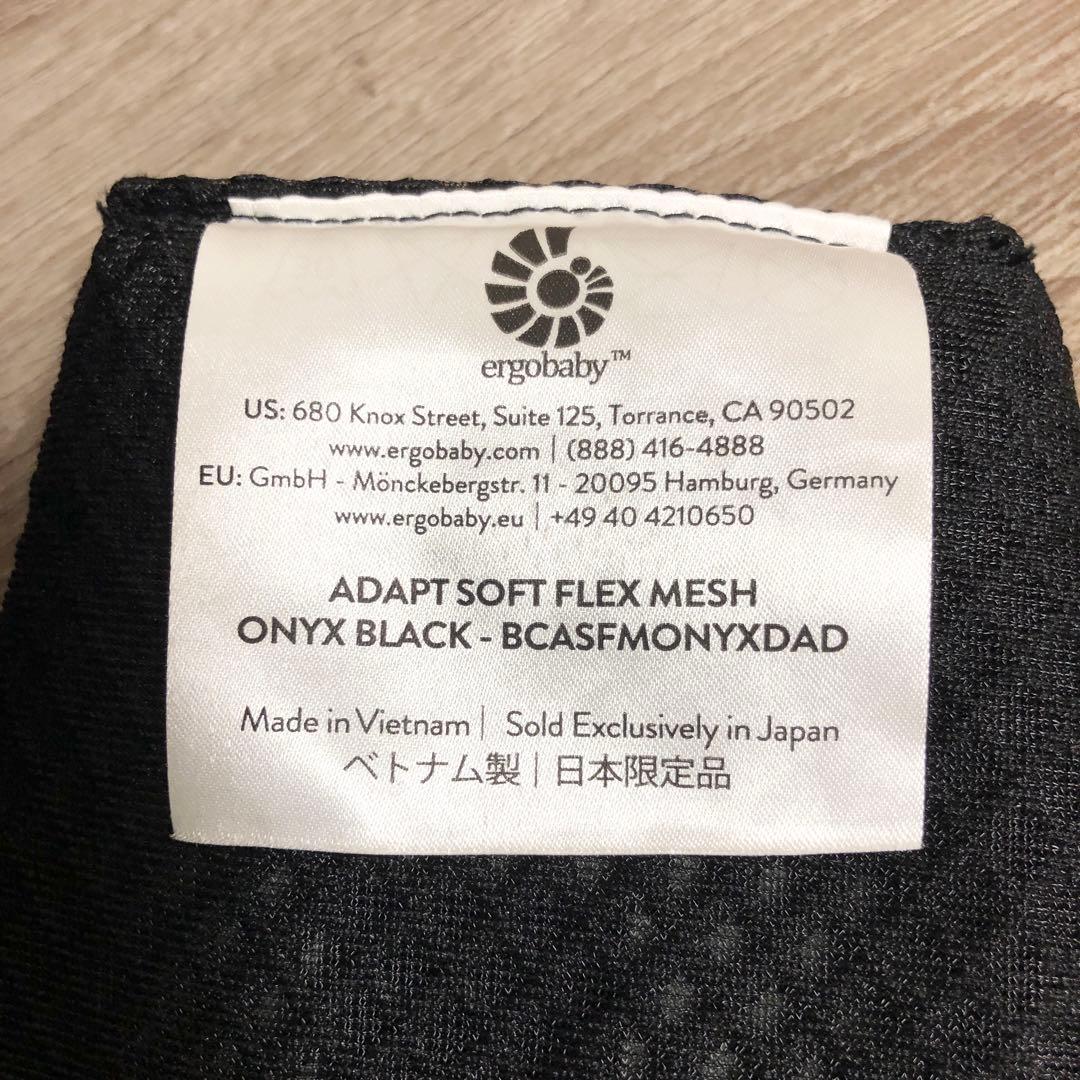 ergobaby™
US: 680 Knox Street, Suite 125, Torrance, CA 90502
www.ergobaby.com | (888) 416-4888
EU: GmbH - Mönckebergstr. 11 - 20095 Hamburg, Germany
www.ergobaby.eu | +49 40 4210650
ADAPT SOFT FLEX MESH
ONYX BLACK - BCASFMONYXDAD
Made in Vietnam | Sold Exclusively in Japan
ベトナム製 | 日本限定品